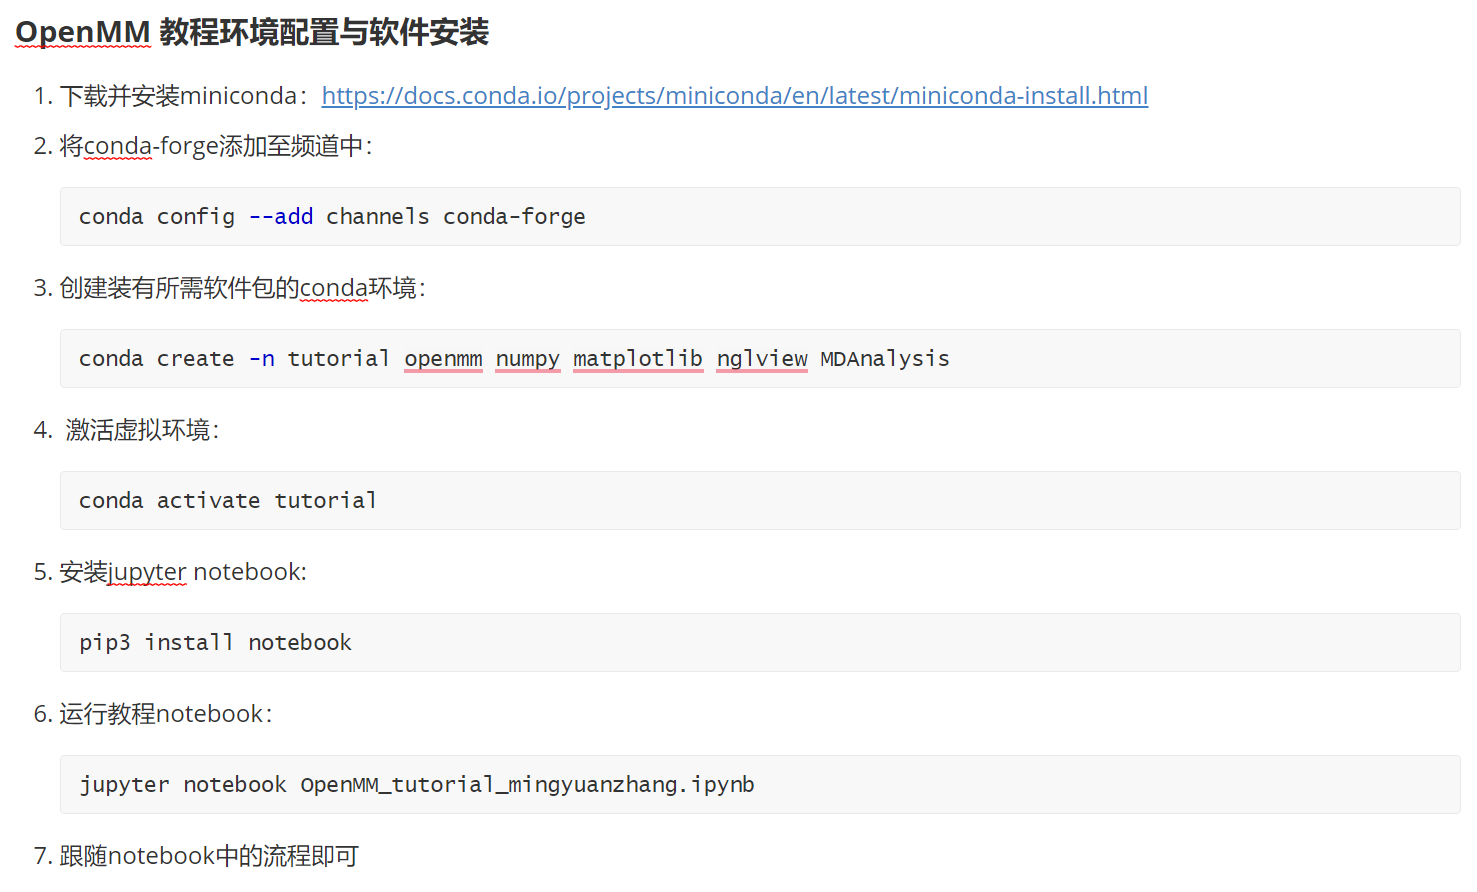 OpenMM 教程环境配置与软件安装
1. 下载并安装miniconda：https://docs.conda.io/projects/miniconda/en/latest/miniconda-install.html
2. 将conda-forge添加至频道中：
conda config --add channels conda-forge
3. 创建装有所需软件包的conda环境：
conda create -n tutorial openmm numpy matplotlib nglview MDAnalysis
4. 激活虚拟环境：
conda activate tutorial
5. 安装jupyter notebook:
pip3 install notebook
6. 运行教程notebook：
jupyter notebook OpenMM_tutorial_mingyuanzhang.ipynb
7. 跟随notebook中的流程即可